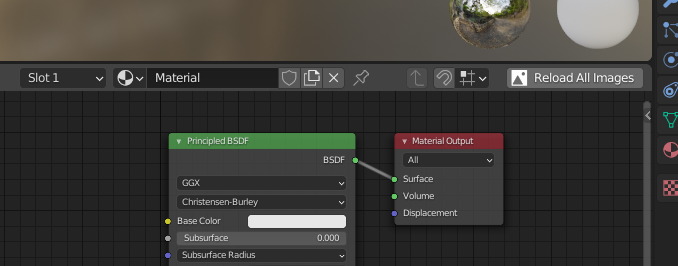 Slot 1
Material
Reload All Images
Principled BSDF
BSDF
GGX
Christensen-Burley
Base Color
Subsurface 0.000
Subsurface Radius
Material Output
All
Surface
Volume
Displacement